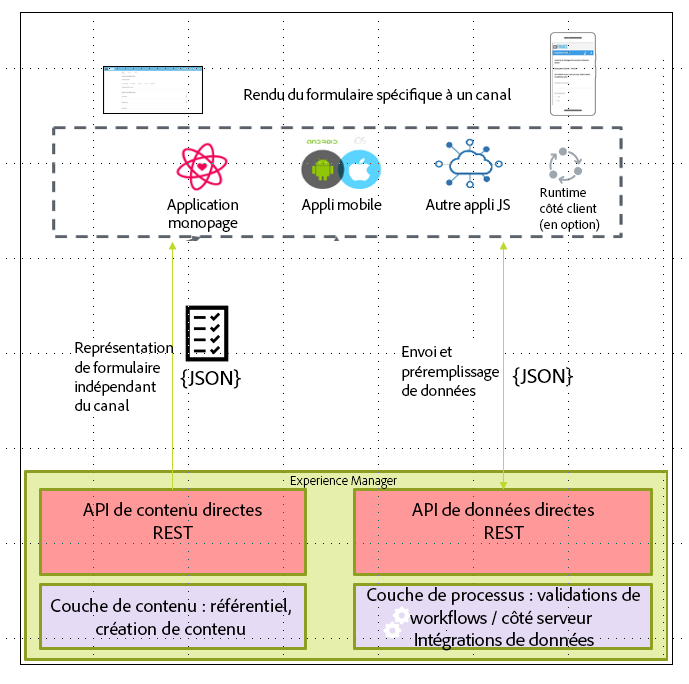 Rendu du formulaire spécifique à un canal
ANDROID
iOS
Application
monopage
Appli mobile
Autre appli JS
Runtime
côté client
(en option)
Représentation
de formulaire
indépendant
du canal
{JSON}
Envoi et
préremplissage
de données
{JSON}
Experience Manager
API de contenu directes
REST
API de données directes
REST
Couche de contenu : référentiel,
création de contenu
Couche de processus : validations de
workflows / côté serveur
Intégrations de données